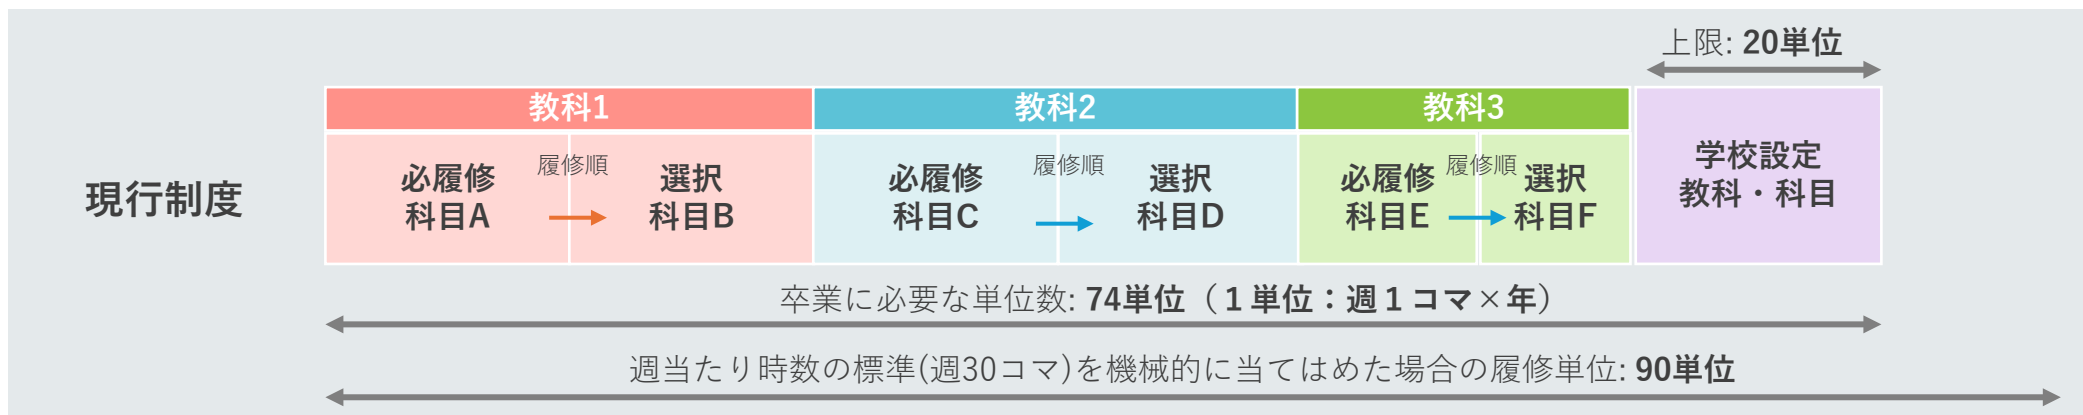 上限: 20単位
教科1
教科2
教科3
現行制度
必履修
科目A
履修順
選択
科目B
必履修
科目C
履修順
選択
科目D
必履修
科目E
履修順
選択
科目F
学校設定
教科・科目
卒業に必要な単位数: 74単位（１単位：週１コマ×年）
週当たり時数の標準(週30コマ)を機械的に当てはめた場合の履修単位: 90単位